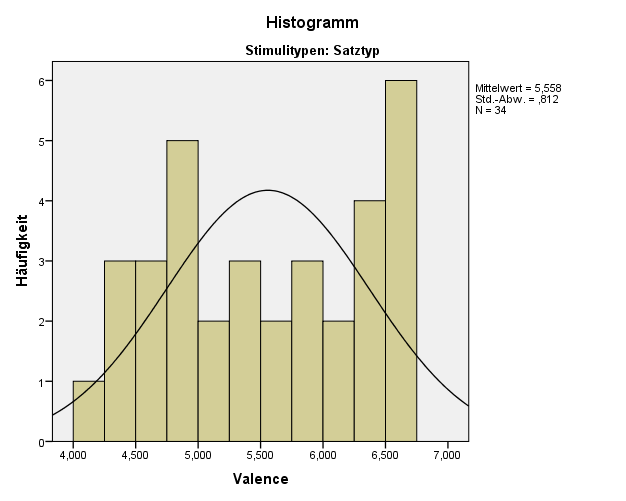 Histogramm
Stimulitypen: Satztyp
Mittelwert = 5,558
Std.-Abw. = ,812
N = 34
Häufigkeit
6
5
4
3
2
1
0
4,000 4,500 5,000 5,500 6,000 6,500 7,000
Valence